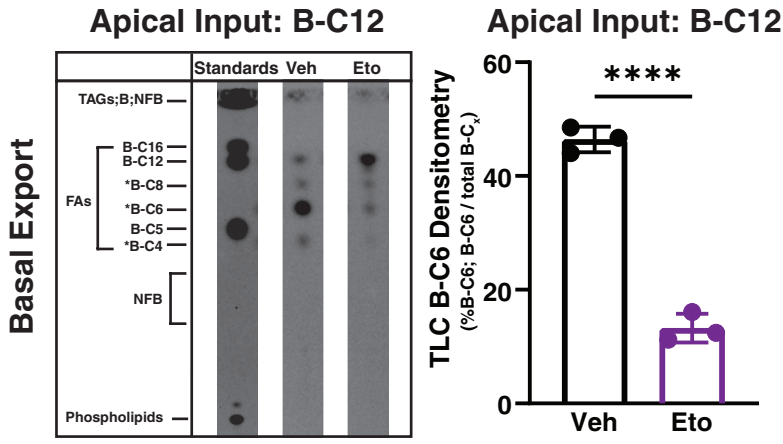 Apical Input: B-C12
Standards Veh Eto
TAGs;B;NFB
B-C16
B-C12
*B-C8
FAs
*B-C6
B-C5
*B-C4
NFB
Phospholipids
Basal Export
Apical Input: B-C12
****
TLC B-C6 Densitometry
(%B-C6; B-C6 / total B-Cx)
60
40
20
0
Veh Eto